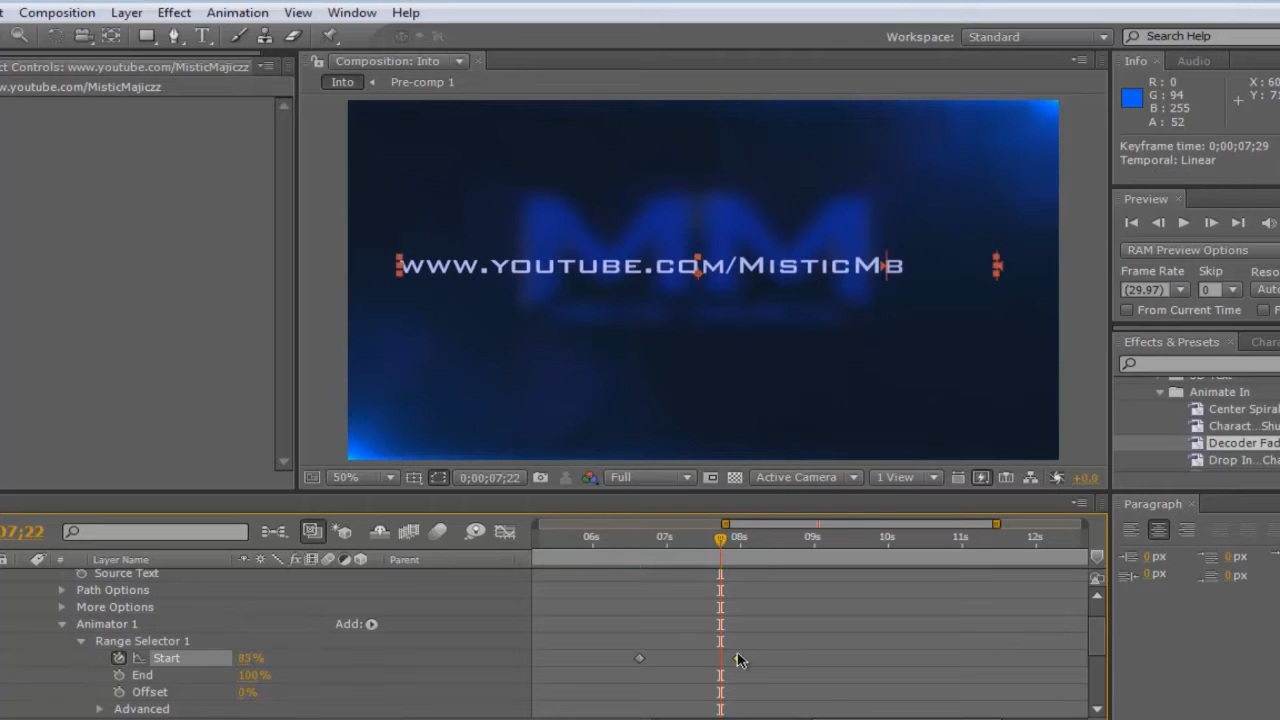 t Composition Layer Effect Animation View Window Help
Workspace: Standard Search Help
ct Controls: www.youtube.com/MisticMajiczz
w.youtube.com/MisticMajiczz
Composition: Into
Into Pre-comp 1
Info Audio
R: 0
G: 94
B: 255
A: 52
X: 60
Y: 7
Keyframe time: 0;00;07;29
Temporal: Linear
MM
www.youtube.com/MisticMb
Preview
RAM Preview Options
Frame Rate Skip Reso
(29.97) 0 Auto
From Current Time F
Effects & Presets Chara
Animate In
Center Spiral
Charact...Shu
Decoder Fad
Drop In...Cha
50% 0;00;07;22 Full Active Camera 1 View +0.0
07;22
06s 07s 08s 09s 10s 11s 12s
# Layer Name fx Parent
Source Text
Path Options
More Options
Animator 1 Add:
Range Selector 1
Start 83%
End 100%
Offset 0%
Advanced
Paragraph
0 px 0 px
0 px 0 px